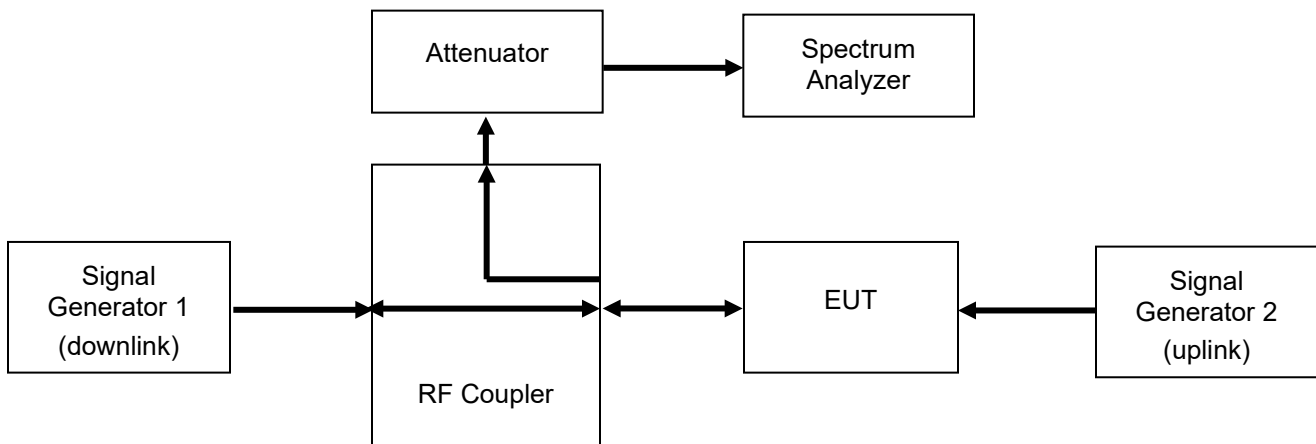 Attenuator
Spectrum
Analyzer
Signal
Generator 1
(downlink)
RF Coupler
EUT
Signal
Generator 2
(uplink)